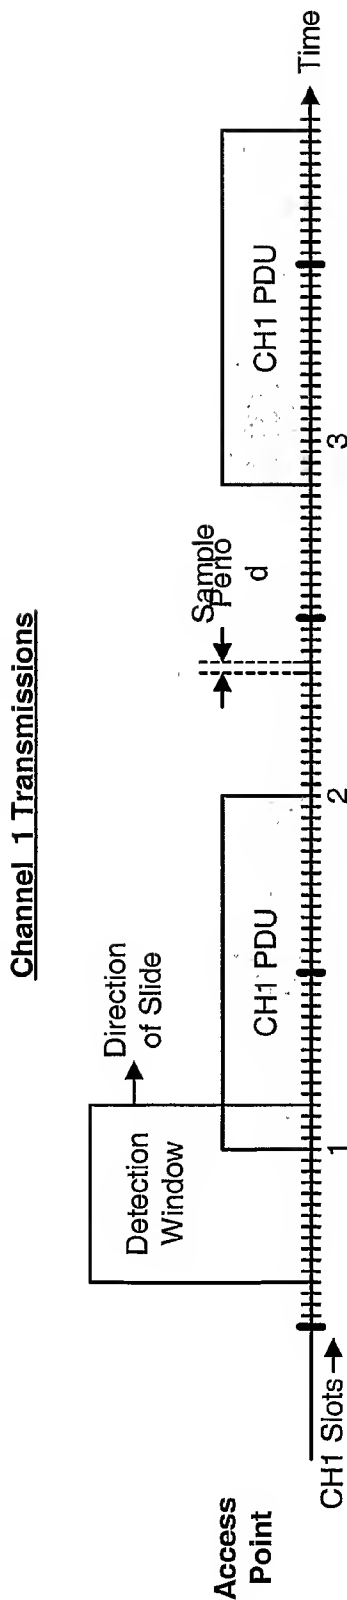 Channel 1 Transmissions
Detection
Window
Direction
of Slide
Sample
Perio
d
CH1 PDU
CH1 PDU
Access
Point
Time
CH1 Slots
1
2
3